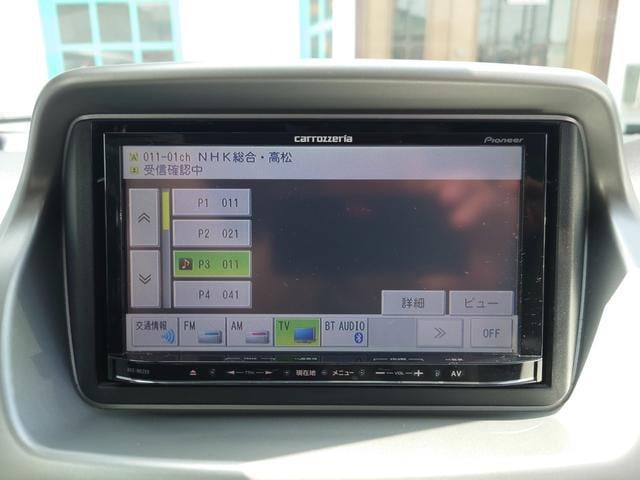 carrozzeria
Pioneer
011-01ch NHK総合・高松
受信確認中
P1 011
P2 021
P3 011
P4 041
詳細
ビュー
交通情報
FM
AM
TV
BT AUDIO
OFF
TRK
現在地
メニュー
VOL
AV